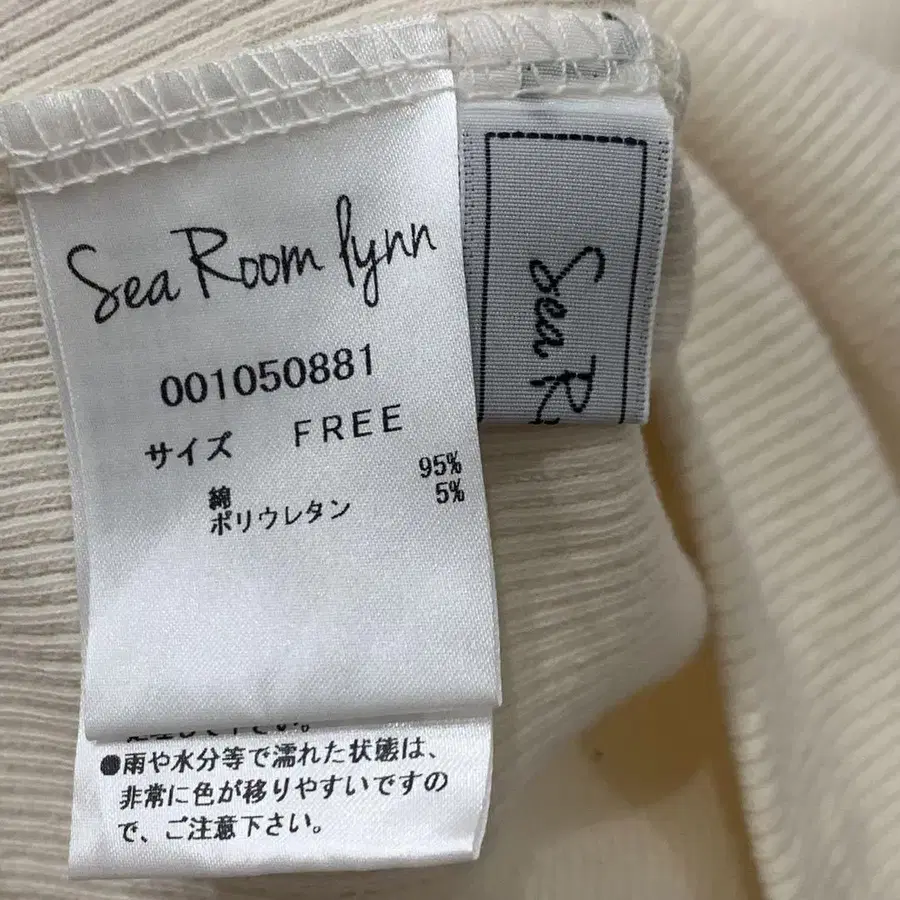 Sea Room lynn
001050881
サイズ FREE
綿 95%
ポリウレタン 5%
●雨や水分等で濡れた状態は、
非常に色が移りやすいですの
で、ご注意下さい。
Sea